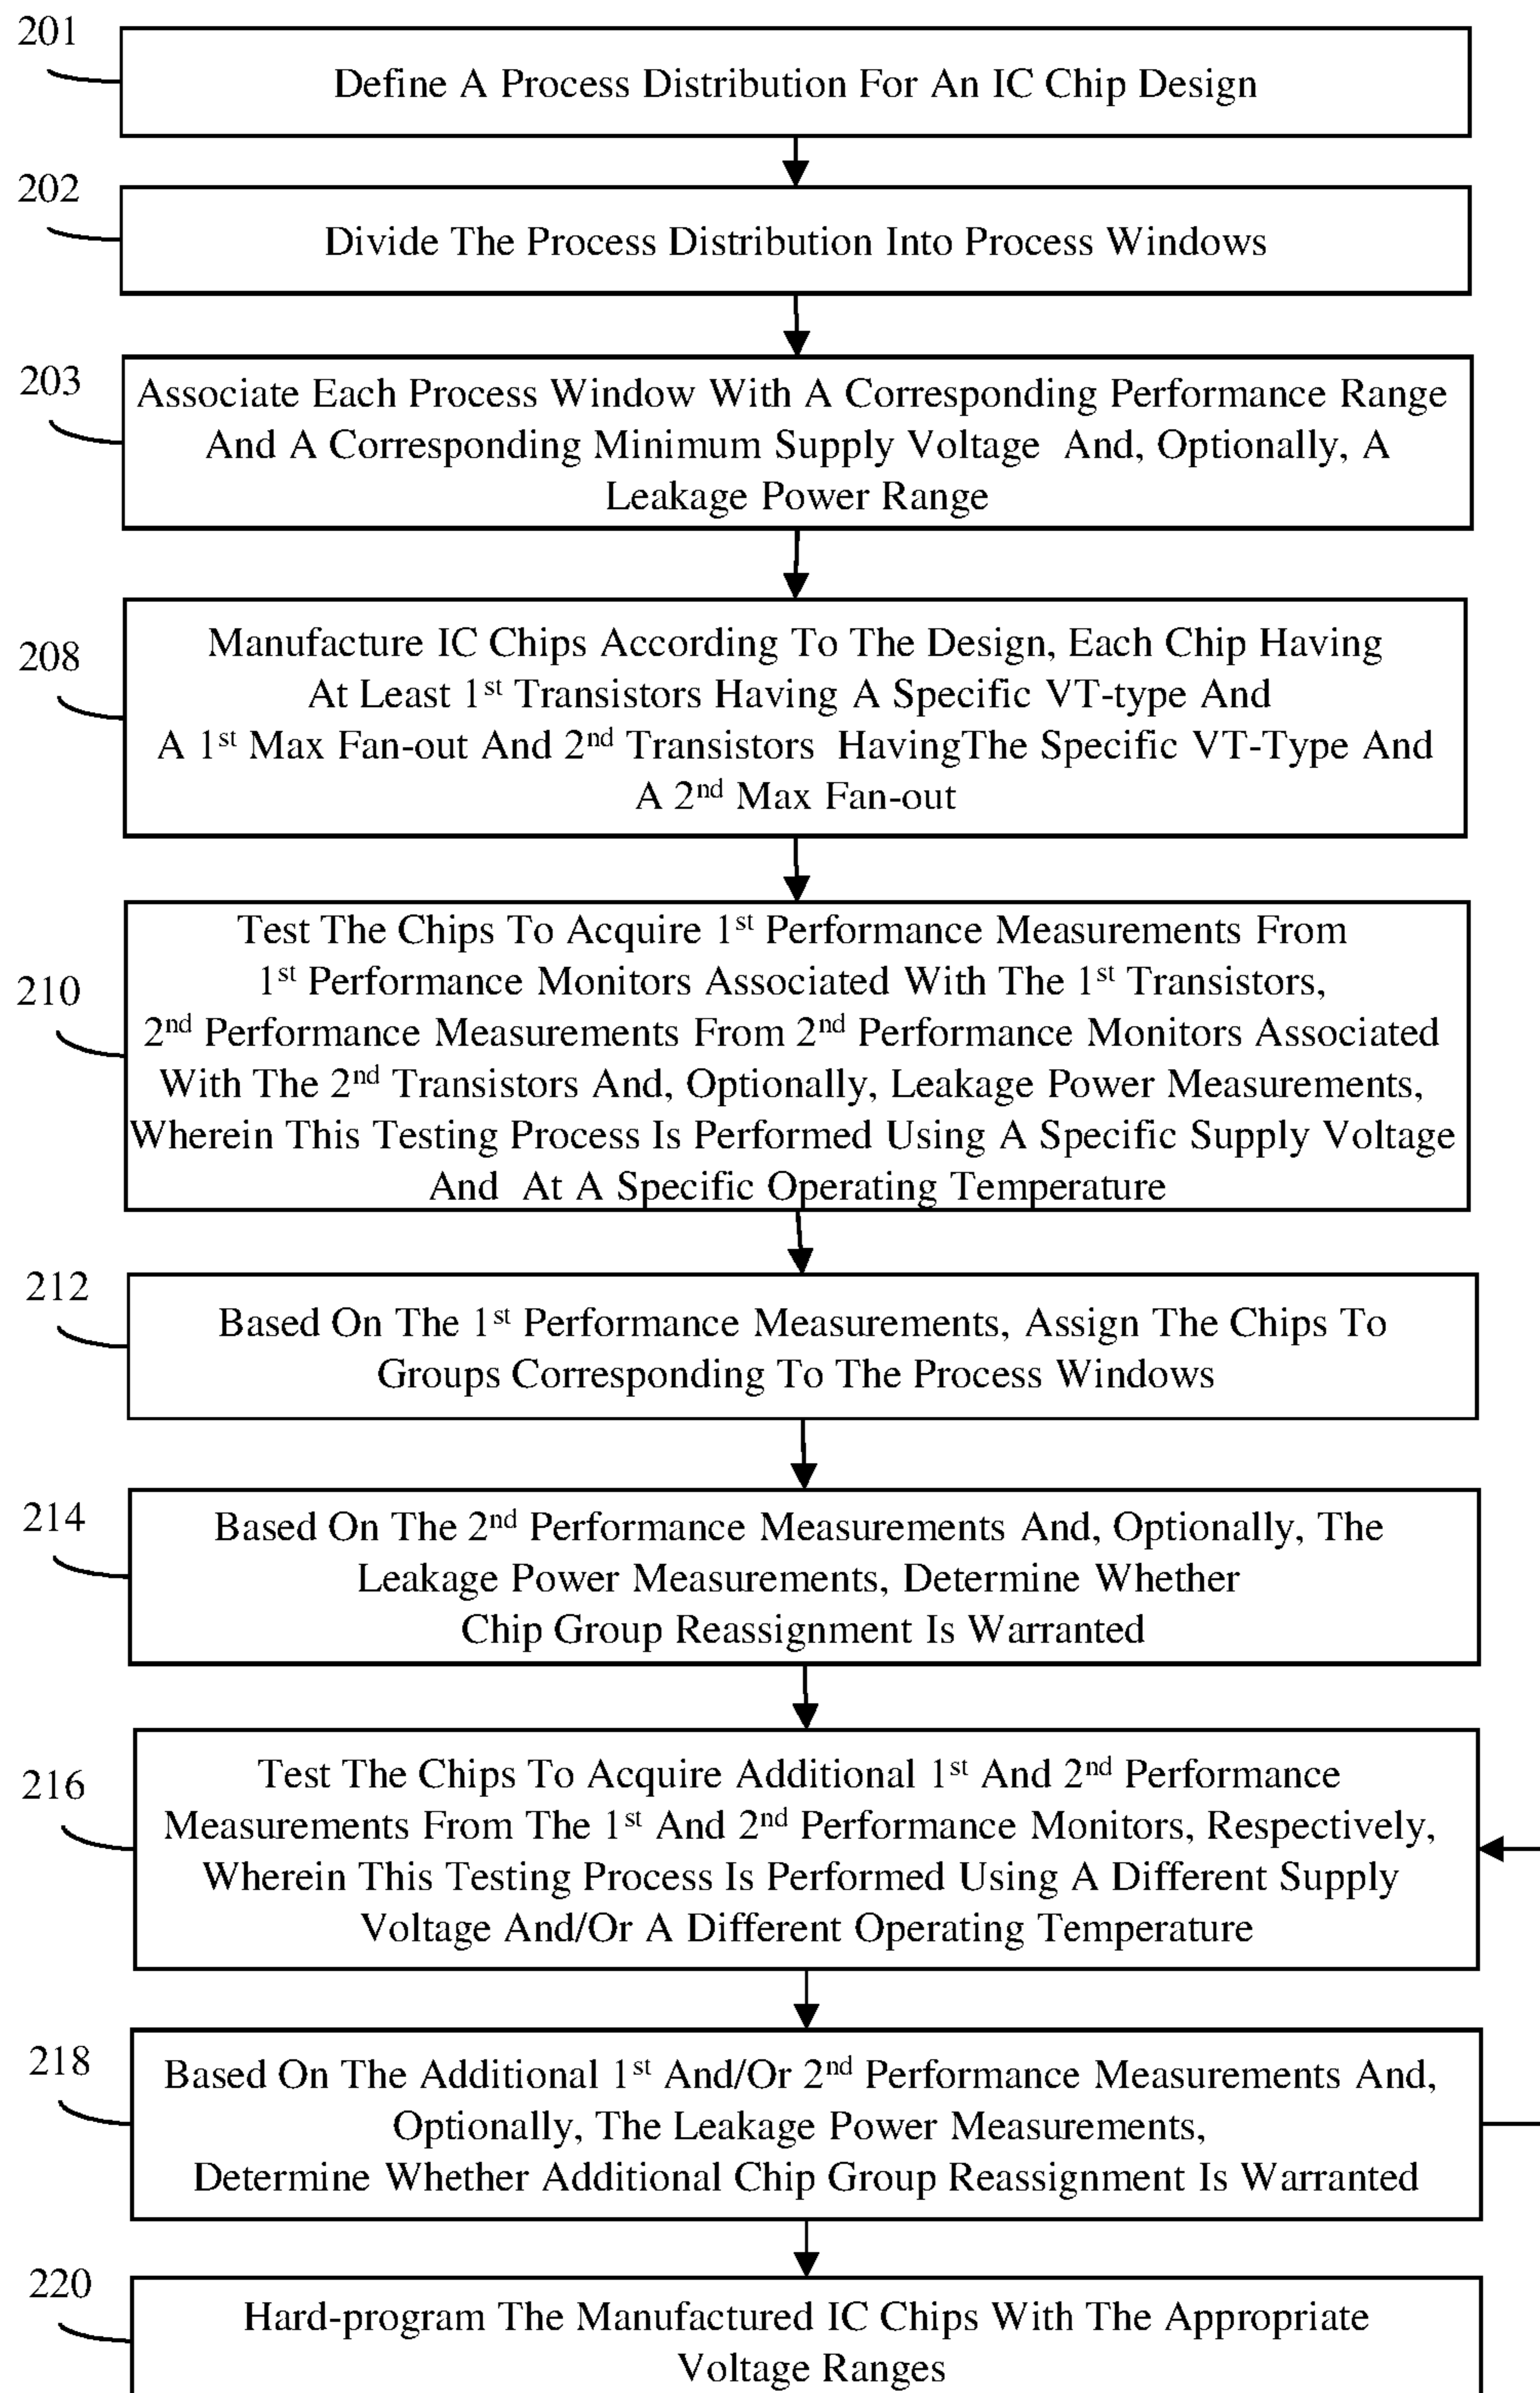 201
Define A Process Distribution For An IC Chip Design
202
Divide The Process Distribution Into Process Windows
203
Associate Each Process Window With A Corresponding Performance Range
And A Corresponding Minimum Supply Voltage And, Optionally, A
Leakage Power Range
208
Manufacture IC Chips According To The Design, Each Chip Having
At Least 1st Transistors Having A Specific VT-type And
A 1st Max Fan-out And 2nd Transistors HavingThe Specific VT-Type And
A 2nd Max Fan-out
210
Test The Chips To Acquire 1st Performance Measurements From
1st Performance Monitors Associated With The 1st Transistors,
2nd Performance Measurements From 2nd Performance Monitors Associated
With The 2nd Transistors And, Optionally, Leakage Power Measurements,
Wherein This Testing Process Is Performed Using A Specific Supply Voltage
And At A Specific Operating Temperature
212
Based On The 1st Performance Measurements, Assign The Chips To
Groups Corresponding To The Process Windows
214
Based On The 2nd Performance Measurements And, Optionally, The
Leakage Power Measurements, Determine Whether
Chip Group Reassignment Is Warranted
216
Test The Chips To Acquire Additional 1st And 2nd Performance
Measurements From The 1st And 2nd Performance Monitors, Respectively,
Wherein This Testing Process Is Performed Using A Different Supply
Voltage And/Or A Different Operating Temperature
218
Based On The Additional 1st And/Or 2nd Performance Measurements And,
Optionally, The Leakage Power Measurements,
Determine Whether Additional Chip Group Reassignment Is Warranted
220
Hard-program The Manufactured IC Chips With The Appropriate
Voltage Ranges